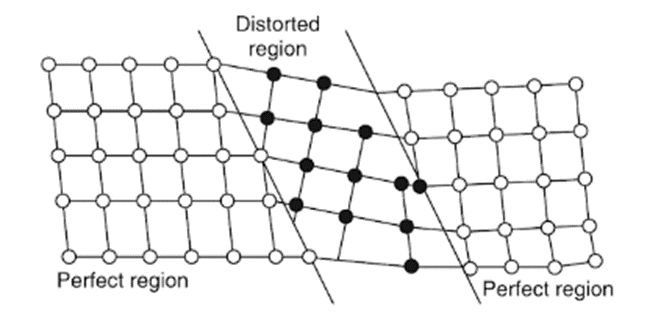 Distorted
region
Perfect region
Perfect region